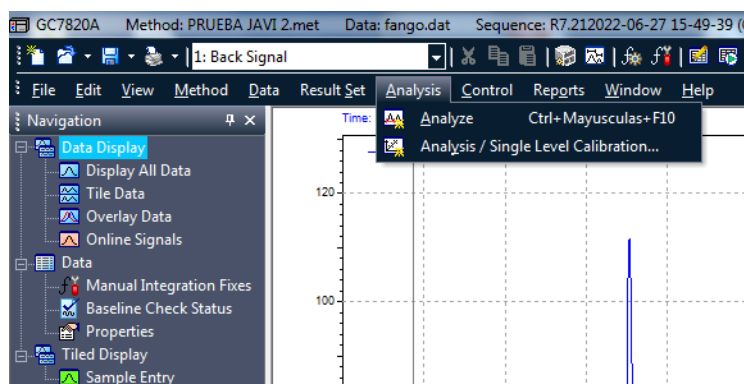 GC7820A Method: PRUEBA JAVI 2.met Data: fango.dat Sequence: R7.212022-06-27 15-49-39 (
1: Back Signal
File Edit View Method Data Result Set Analysis Control Reports Window Help
Navigation
Time:
Analyze Ctrl+Mayusculas+F10
Analysis / Single Level Calibration...
Data Display
Display All Data
Tile Data
Overlay Data
Online Signals
Data
Manual Integration Fixes
Baseline Check Status
Properties
Tiled Display
Sample Entry
120
100